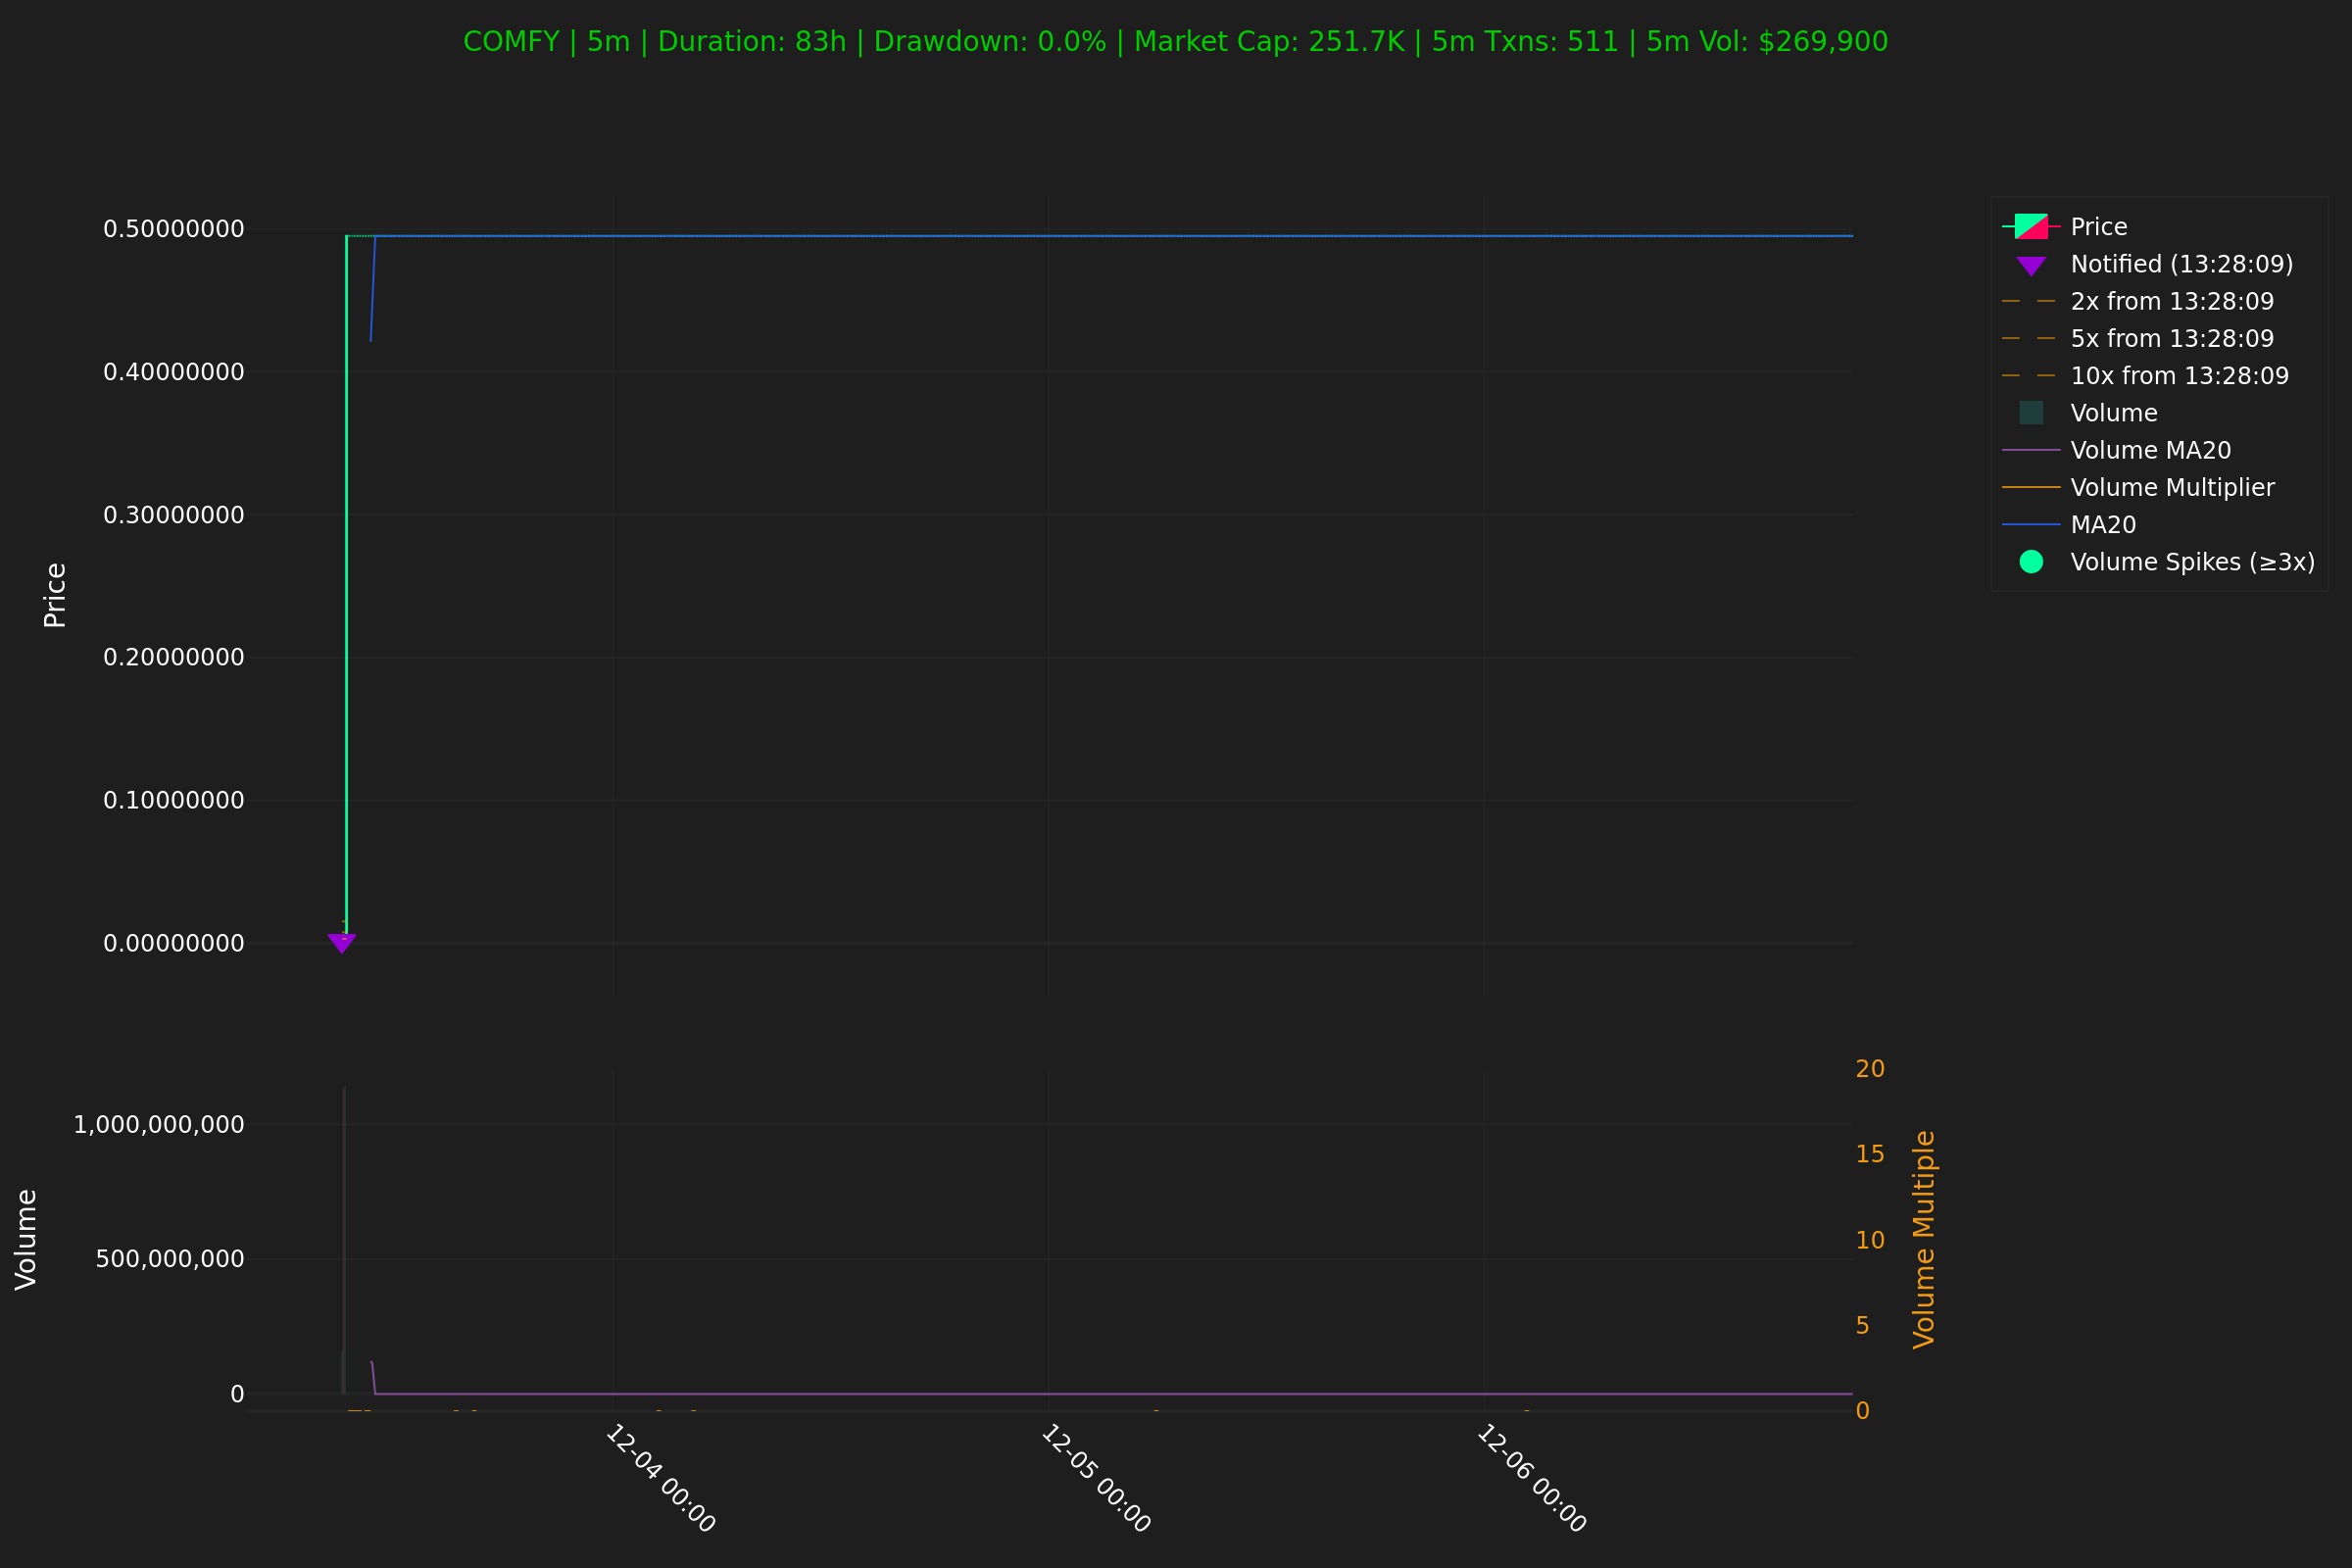 COMFY | 5m | Duration: 83h | Drawdown: 0.0% | Market Cap: 251.7K | 5m Txns: 511 | 5m Vol: $269,900
Price
0.50000000
0.40000000
0.30000000
0.20000000
0.10000000
0.00000000
Price
Notified (13:28:09)
2x from 13:28:09
5x from 13:28:09
10x from 13:28:09
Volume
Volume MA20
Volume Multiplier
MA20
Volume Spikes (≥3x)
Volume
1,000,000,000
500,000,000
0
20
15
10
5
0
Volume Multiple
12-04 00:00
12-05 00:00
12-06 00:00